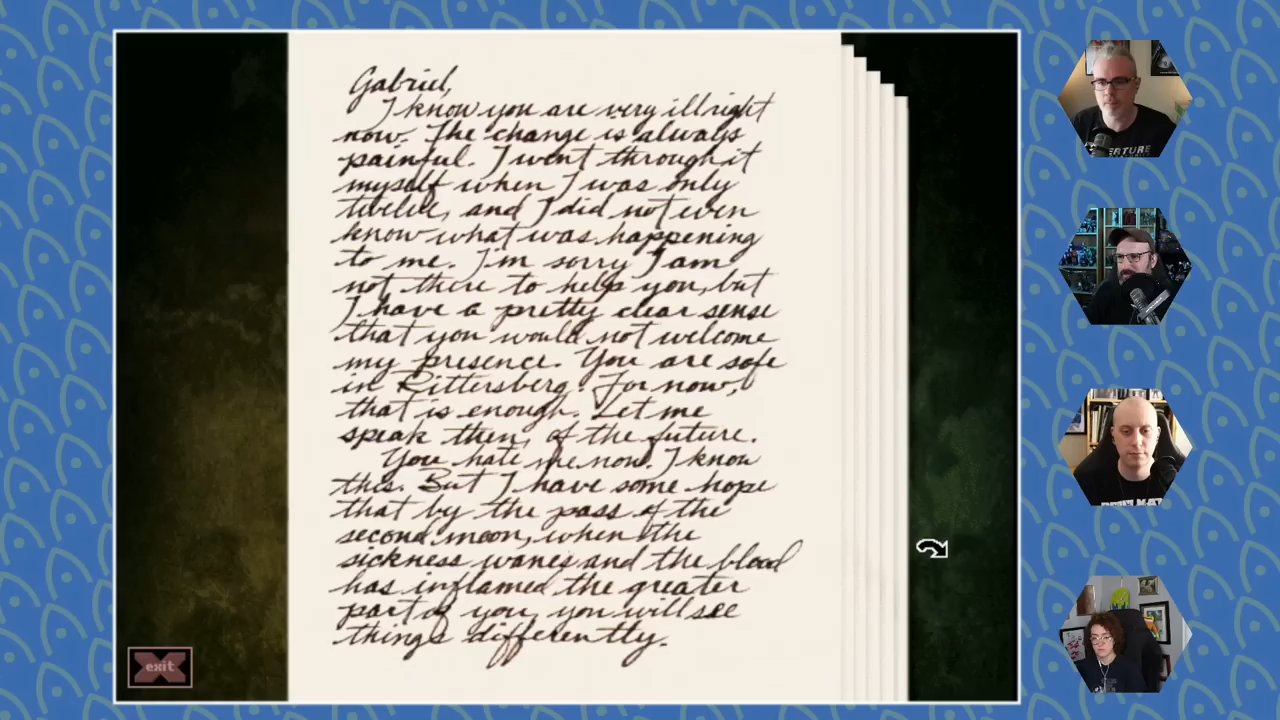 Gabriel,
I know you are very ill right
now. The change is always
painful. I went through it
myself when I was only
twelve, and I did not even
know what was happening
to me. I'm sorry I am
not there to help you, but
I have a pretty clear sense
that you would not welcome
my presence. You are safe
in Rittersberg. For now,
that is enough. Let me
speak then, of the future.
You hate me now. I know
this. But I have some hope
that by the pass of the
second moon, when the
sickness wanes and the blood
has inflamed the greater
part of you, you will see
things differently.
exit
ERTURE